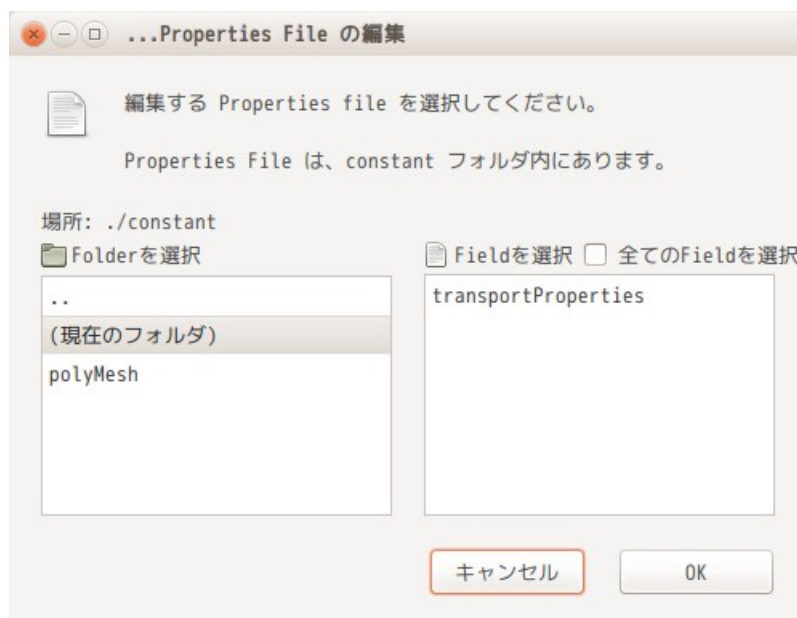 ...Properties File の編集
編集する Properties file を選択してください。
Properties File は、constant フォルダ内にあります。
場所: ./constant
Folderを選択
..
(現在のフォルダ)
polyMesh
Fieldを選択 全てのFieldを選択
transportProperties
キャンセル OK